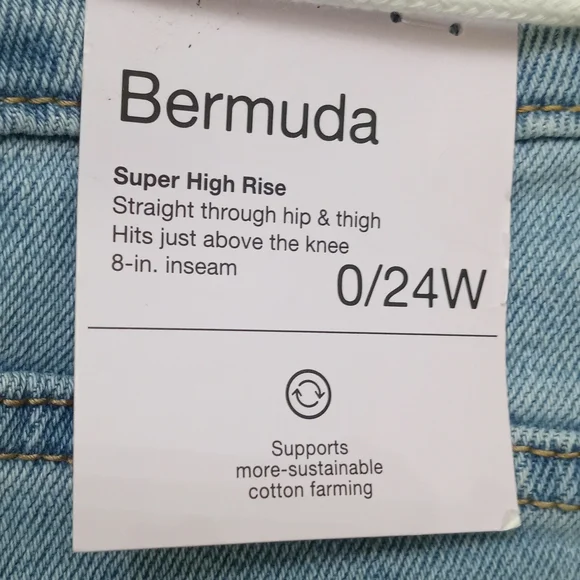 Bermuda
Super High Rise
Straight through hip & thigh
Hits just above the knee
8-in. inseam
0/24W
Supports
more-sustainable
cotton farming